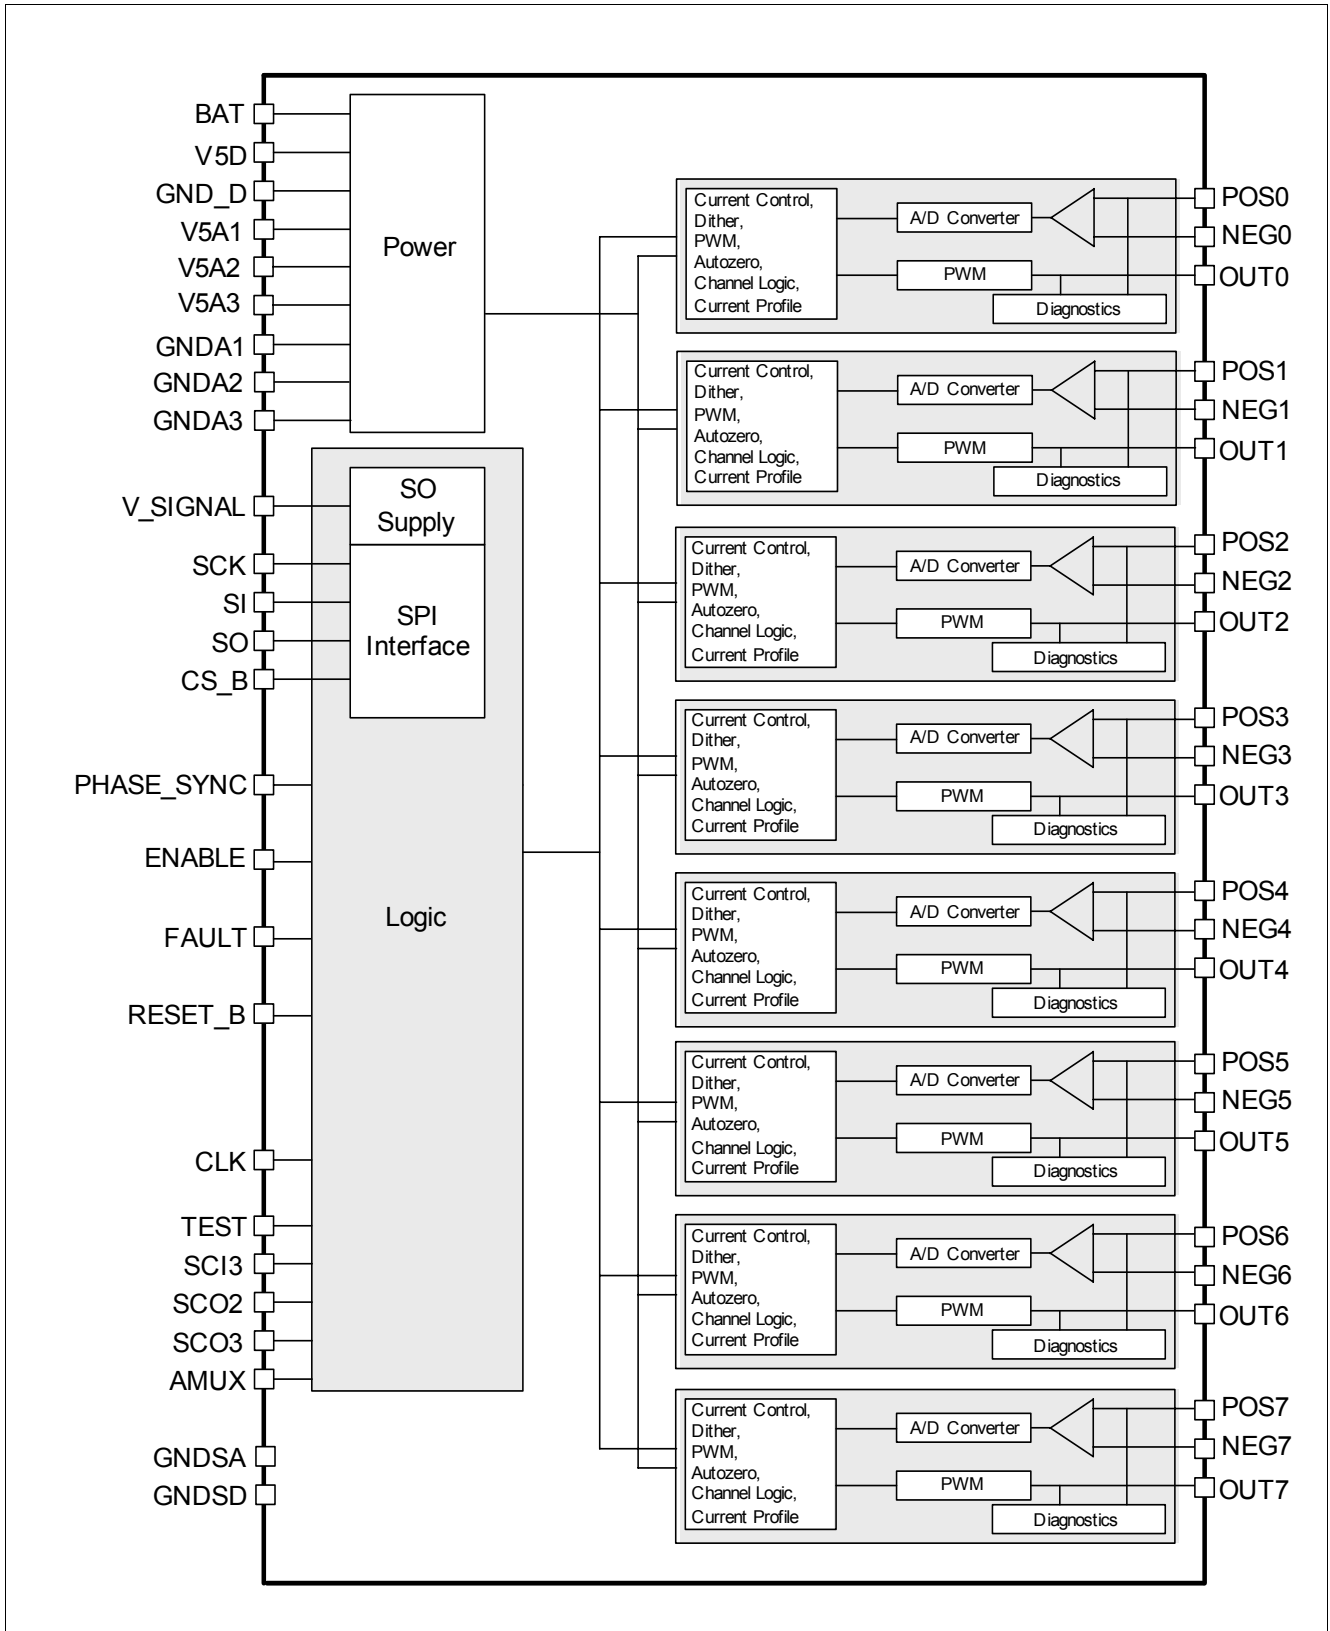 BAT
V5D
GND_D
V5A1
V5A2
V5A3
GNDA1
GNDA2
GNDA3
Power
V_SIGNAL
SCK
SI
SO
CS_B
SO
Supply
SPI
Interface
PHASE_SYNC
ENABLE
FAULT
RESET_B
CLK
TEST
SCI3
SCO2
SCO3
AMUX
Logic
GNDSA
GNDSD
Current Control,
Dither,
PWM,
Autozero,
Channel Logic,
Current Profile
A/D Converter
PWM
Diagnostics
POS0
NEG0
OUT0
Current Control,
Dither,
PWM,
Autozero,
Channel Logic,
Current Profile
A/D Converter
PWM
Diagnostics
POS1
NEG1
OUT1
Current Control,
Dither,
PWM,
Autozero,
Channel Logic,
Current Profile
A/D Converter
PWM
Diagnostics
POS2
NEG2
OUT2
Current Control,
Dither,
PWM,
Autozero,
Channel Logic,
Current Profile
A/D Converter
PWM
Diagnostics
POS3
NEG3
OUT3
Current Control,
Dither,
PWM,
Autozero,
Channel Logic,
Current Profile
A/D Converter
PWM
Diagnostics
POS4
NEG4
OUT4
Current Control,
Dither,
PWM,
Autozero,
Channel Logic,
Current Profile
A/D Converter
PWM
Diagnostics
POS5
NEG5
OUT5
Current Control,
Dither,
PWM,
Autozero,
Channel Logic,
Current Profile
A/D Converter
PWM
Diagnostics
POS6
NEG6
OUT6
Current Control,
Dither,
PWM,
Autozero,
Channel Logic,
Current Profile
A/D Converter
PWM
Diagnostics
POS7
NEG7
OUT7